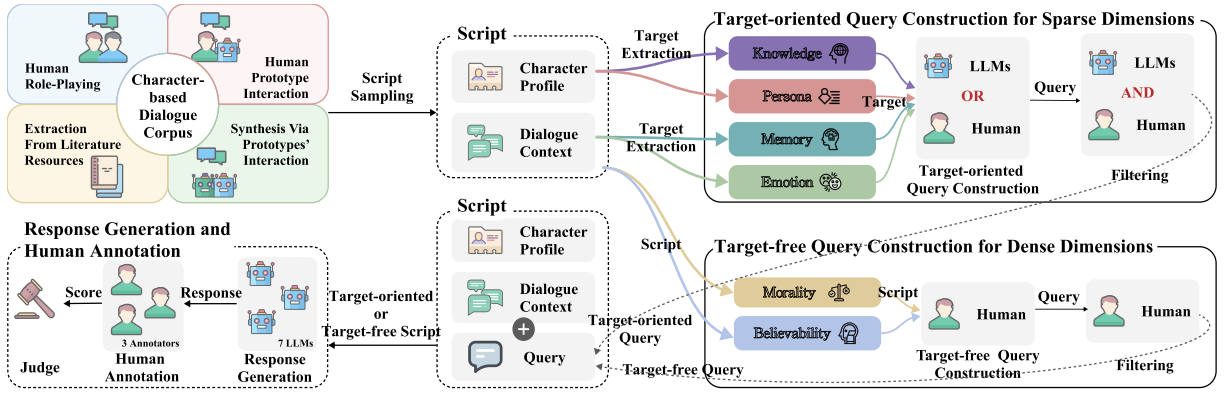 Human
Role-Playing
Human
Prototype
Interaction
Character-
based
Dialogue
Corpus
Extraction
From Literature
Resources
Synthesis Via
Prototypes’
Interaction
Script
Sampling
Script
Character
Profile
Dialogue
Context
Target
Extraction
Target
Extraction
Target-oriented Query Construction for Sparse Dimensions
Knowledge
Persona
Memory
Emotion
Target
LLMs
OR
Human
Target-oriented
Query Construction
Query
LLMs
AND
Human
Filtering
Script
Target-free Query Construction for Dense Dimensions
Morality
Believability
Script
Human
Target-free Query
Construction
Query
Human
Filtering
Script
Character
Profile
Dialogue
Context
+
Query
Target-oriented
Query
Target-free Query
Target-oriented
or
Target-free Script
Response Generation and
Human Annotation
Judge
Score
3 Annotators
Human
Annotation
Response
7 LLMs
Response
Generation